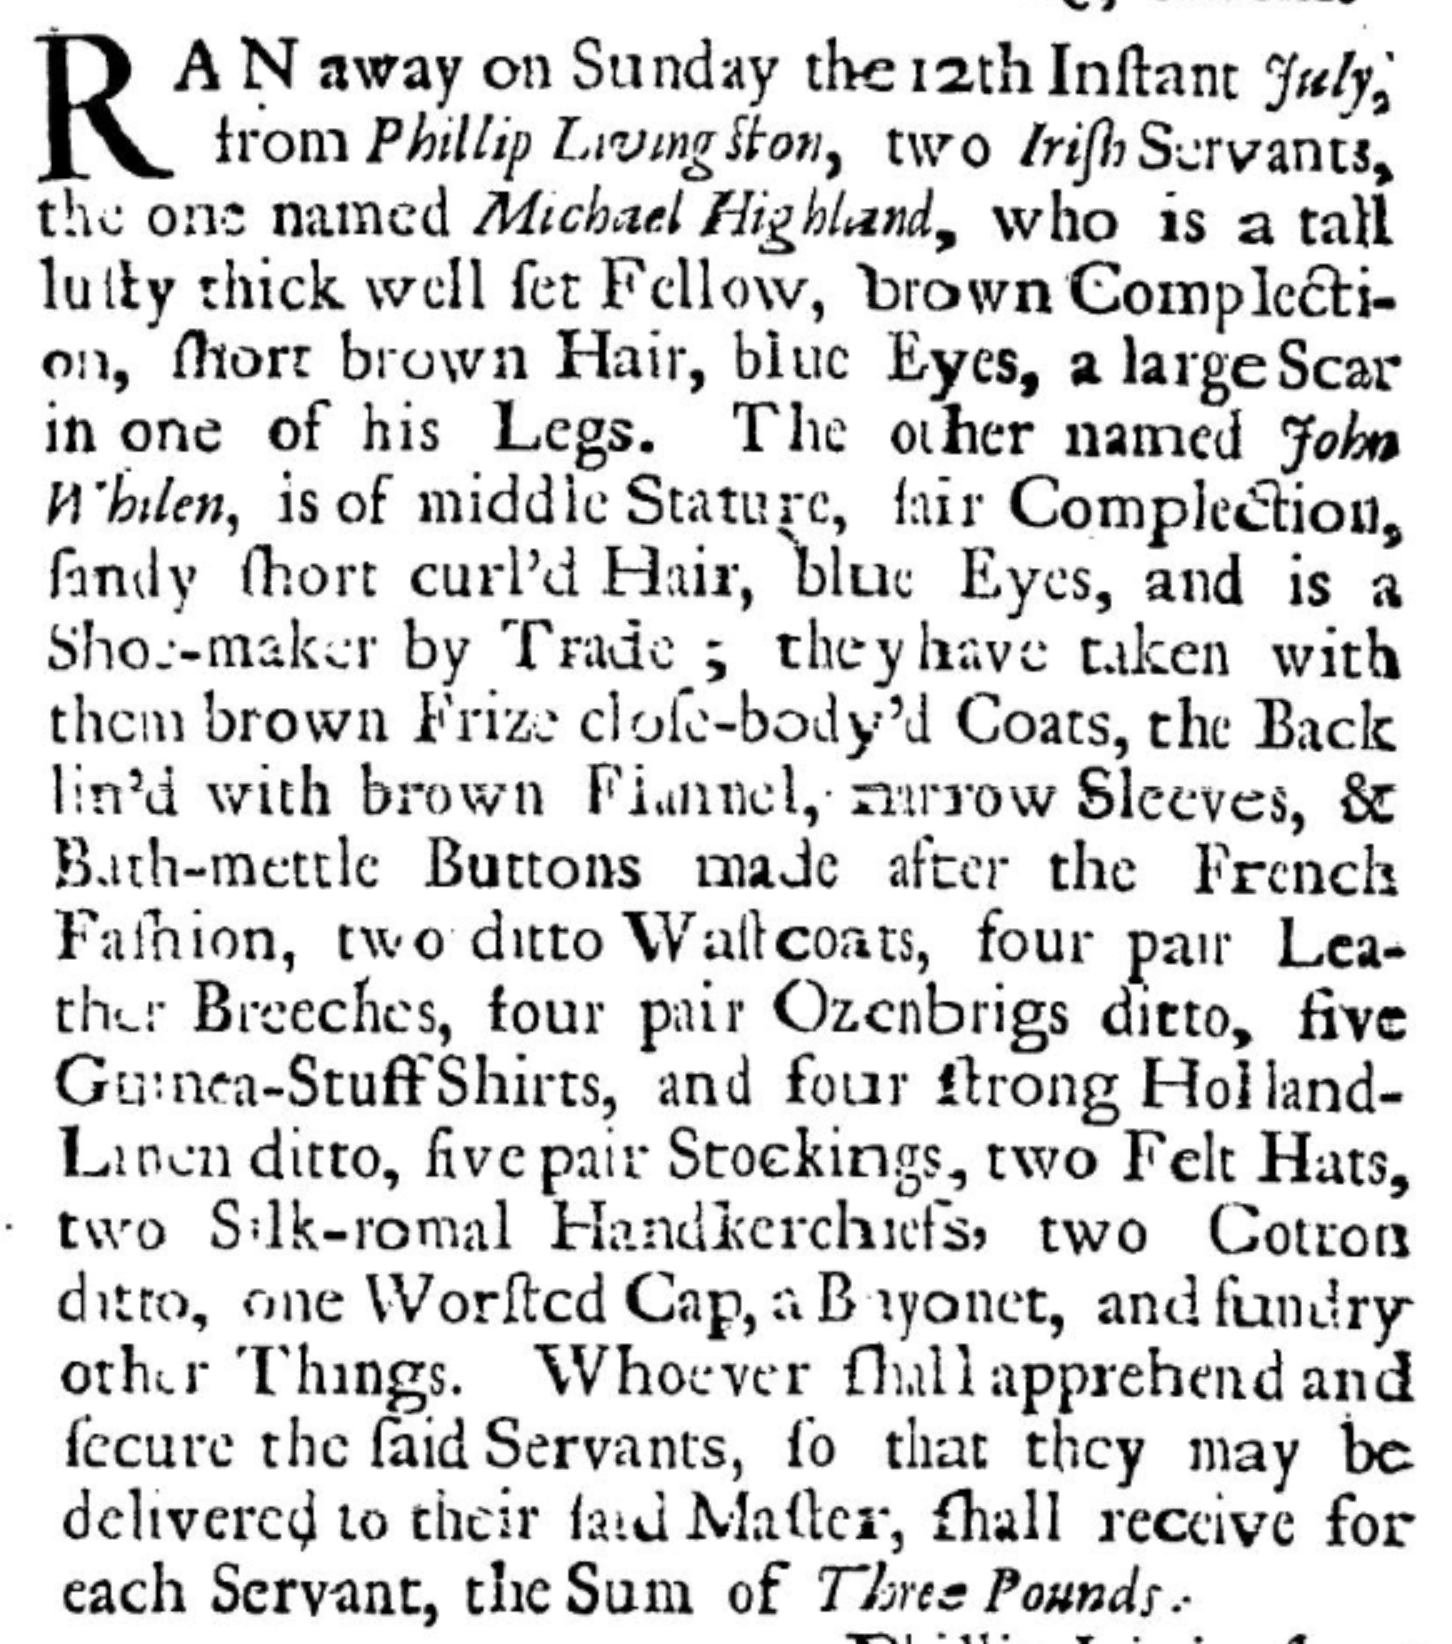 RAN away on Sunday the 12th Inſtant July,
from Phillip Livingſton, two Iriſh Servants,
the one named Michael Highland, who is a tall
luſty thick well ſet Fellow, brown Complecti-
on, ſhort brown Hair, blue Eyes, a large Scar
in one of his Legs. The other named John
Whilen, is of middle Stature, fair Complection,
ſandy ſhort curl'd Hair, blue Eyes, and is a
Shoe-maker by Trade ; they have taken with
them brown Frize cloſe-body'd Coats, the Back
lin'd with brown Flannel, narrow Sleeves, &
Bath-mettle Buttons made after the French
Faſhion, two ditto Waſtcoats, four pair Lea-
ther Breeches, four pair Ozenbrigs ditto, five
Guinea-Stuff Shirts, and four ſtrong Holland-
Linen ditto, five pair Stockings, two Felt Hats,
two Silk-romal Handkerchiefs, two Cotton
ditto, one Worſted Cap, a Bayonet, and ſundry
other Things. Whoever ſhall apprehend and
ſecure the ſaid Servants, ſo that they may be
delivered to their ſaid Maſter, ſhall receive for
each Servant, the Sum of Three Pounds.